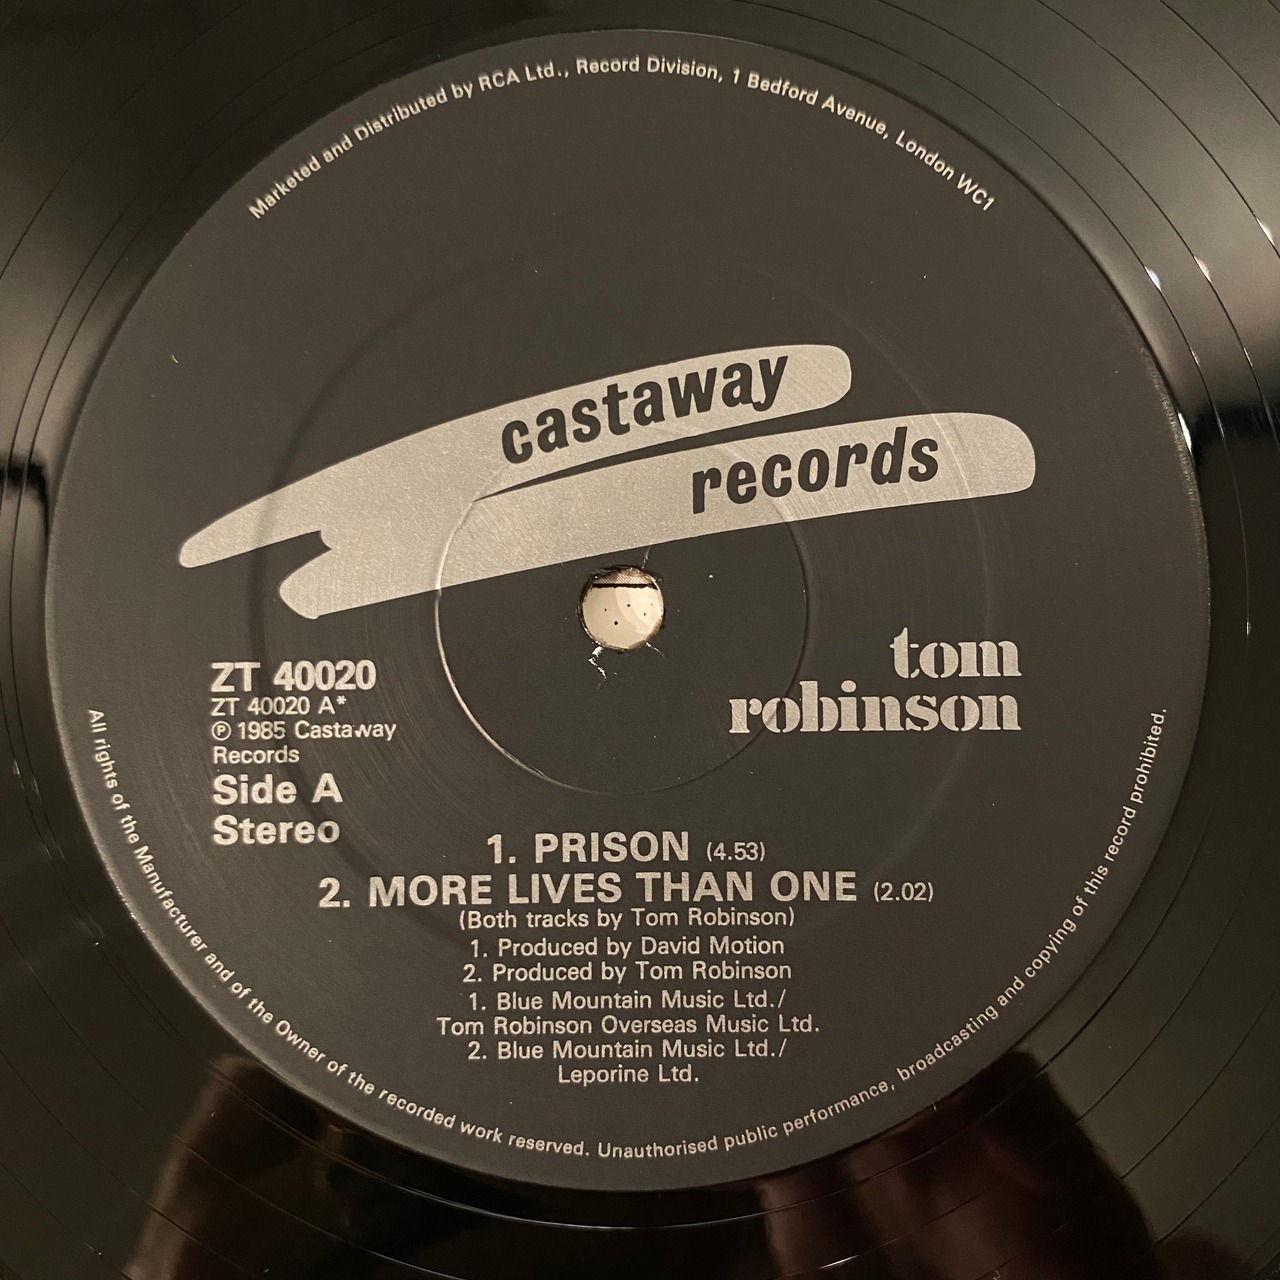 Marketed and Distributed by RCA Ltd., Record Division, 1 Bedford Avenue, London WC1
castaway
records
tom
robinson
ZT 40020
ZT 40020 A*
℗ 1985 Castaway
Records
Side A
Stereo
1. PRISON (4.53)
2. MORE LIVES THAN ONE (2.02)
(Both tracks by Tom Robinson)
1. Produced by David Motion
2. Produced by Tom Robinson
1. Blue Mountain Music Ltd./
Tom Robinson Overseas Music Ltd.
2. Blue Mountain Music Ltd./
Leporine Ltd.
All rights of the Manufacturer and of the Owner of the recorded work reserved. Unauthorised public performance, broadcasting and copying of this record prohibited.